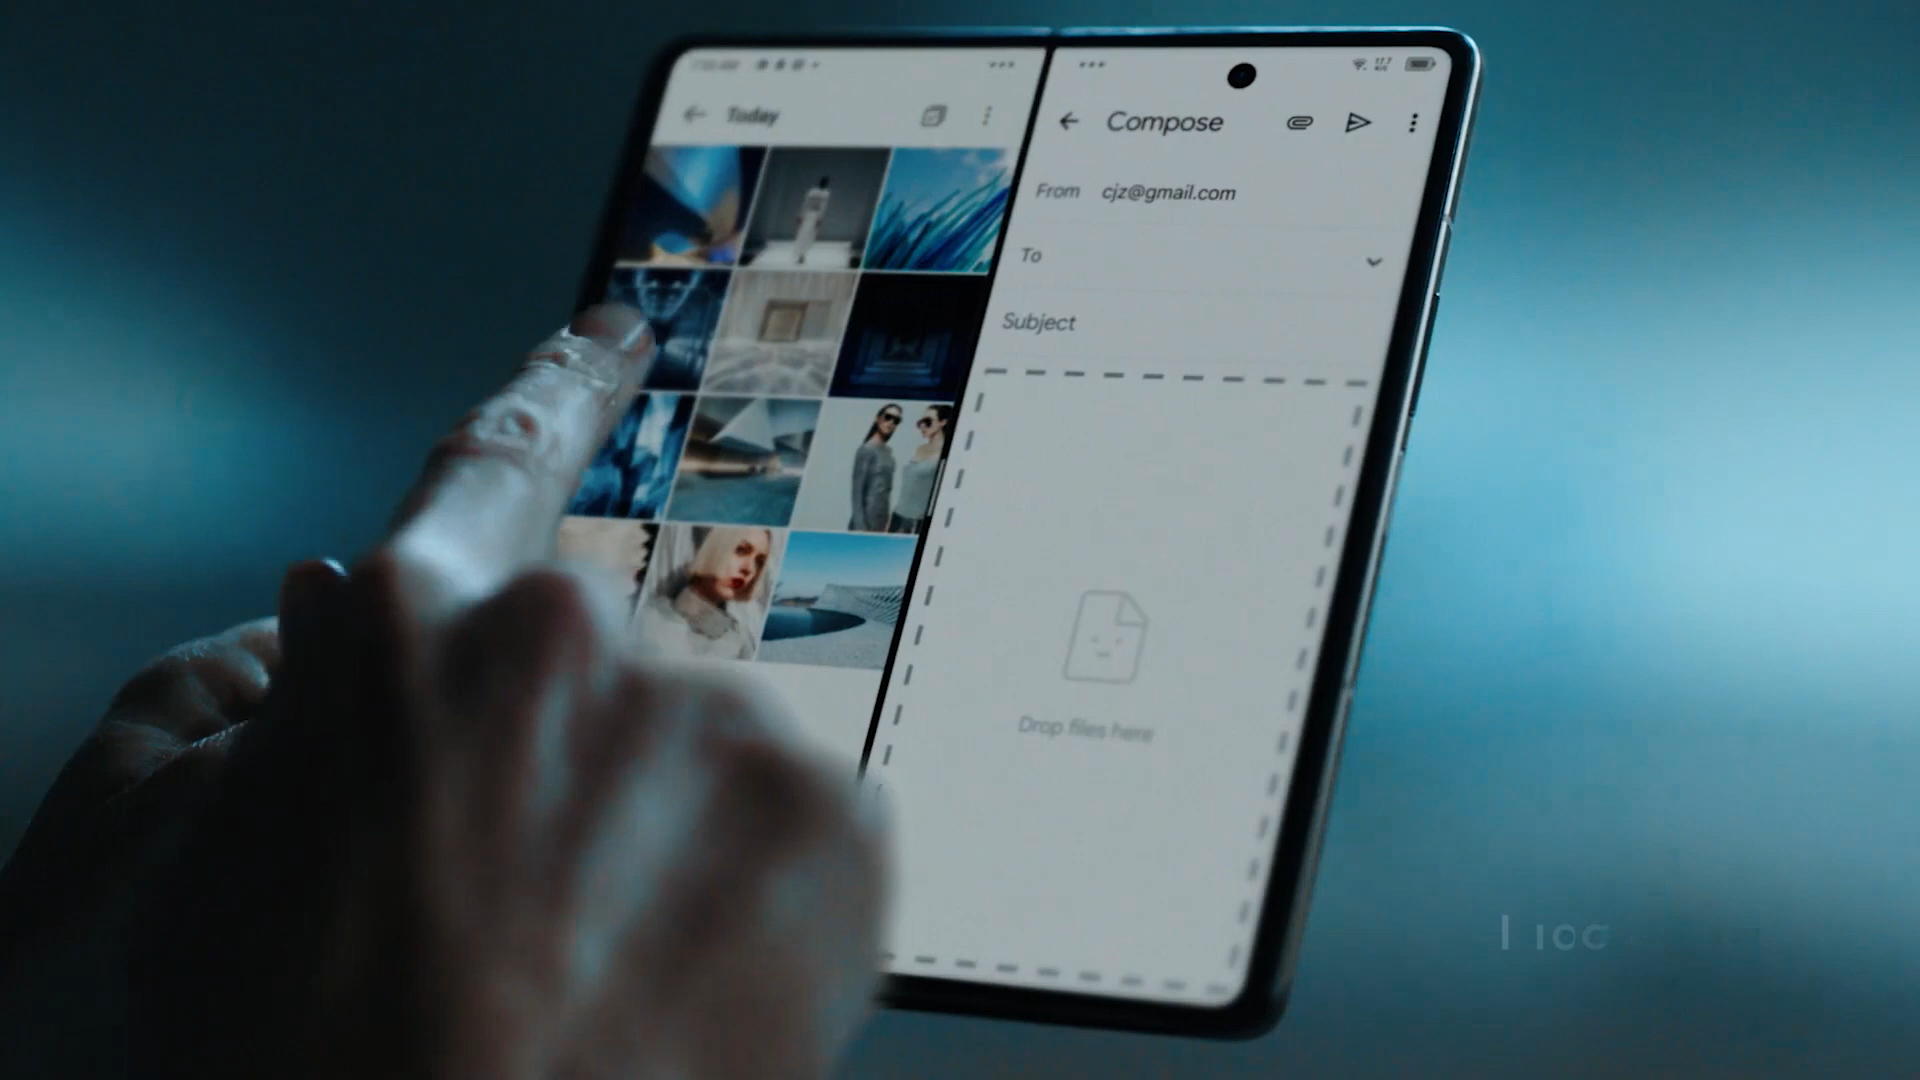 Today
Compose
From cjz@gmail.com
To
Subject
Drop files here